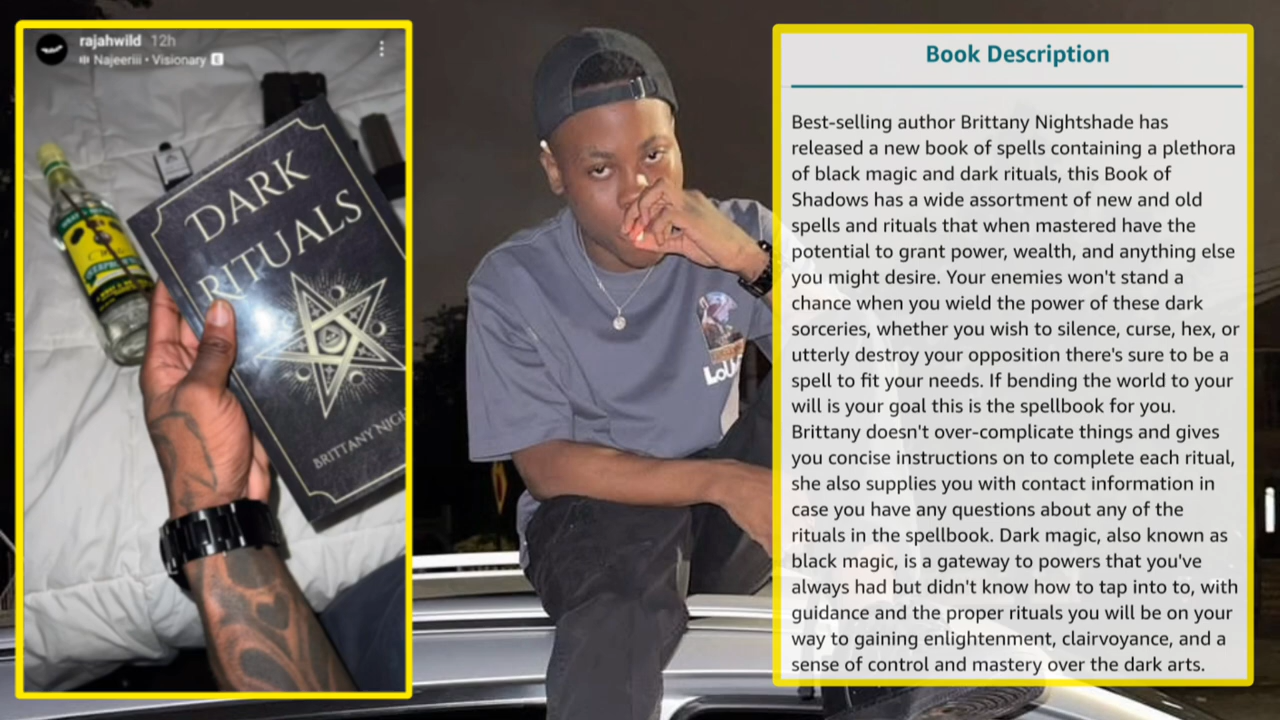 rajahwild 12h
Najeeriii • Visionary E
DARK
RITUALS
BRITTANY
Book Description
Best-selling author Brittany Nightshade has
released a new book of spells containing a plethora
of black magic and dark rituals, this Book of
Shadows has a wide assortment of new and old
spells and rituals that when mastered have the
potential to grant power, wealth, and anything else
you might desire. Your enemies won't stand a
chance when you wield the power of these dark
sorceries, whether you wish to silence, curse, hex, or
utterly destroy your opposition there's sure to be a
spell to fit your needs. If bending the world to your
will is your goal this is the spellbook for you.
Brittany doesn't over-complicate things and gives
you concise instructions on to complete each ritual,
she also supplies you with contact information in
case you have any questions about any of the
rituals in the spellbook. Dark magic, also known as
black magic, is a gateway to powers that you've
always had but didn't know how to tap into to, with
guidance and the proper rituals you will be on your
way to gaining enlightenment, clairvoyance, and a
sense of control and mastery over the dark arts.